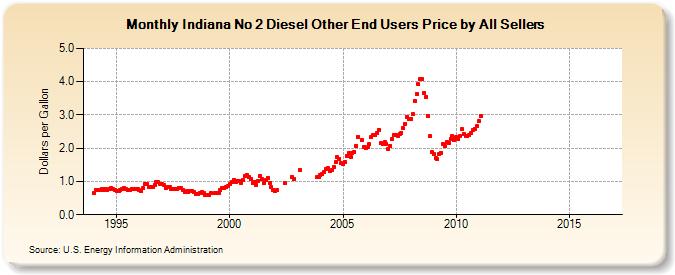 Monthly Indiana No 2 Diesel Other End Users Price by All Sellers
Dollars per Gallon
5.0
4.0
3.0
2.0
1.0
0.0
1995 2000 2005 2010 2015
Source: U.S. Energy Information Administration